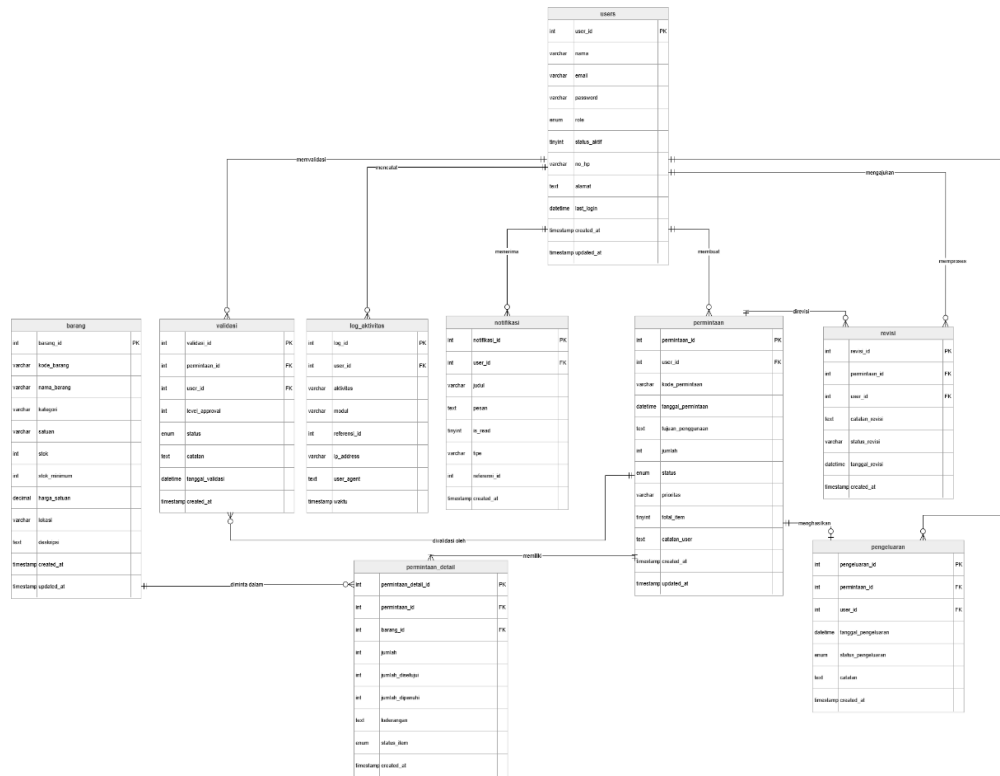 users
int user_id PK
varchar nama
varchar email
varchar password
enum role
tinyint status_aktif
varchar no_hp
text alamat
datetime last_login
timestamp created_at
timestamp updated_at
memvalidasi
mencatat
menerima
membuat
mengajukan
memproses
barang
int barang_id PK
varchar kode_barang
varchar nama_barang
varchar kategori
varchar satuan
int stok
int stok_minimum
decimal harga_satuan
varchar lokasi
text deskripsi
timestamp created_at
timestamp updated_at
validasi
int validasi_id PK
int permintaan_id FK
int user_id FK
int level_approval
enum status
text catatan
datetime tanggal_validasi
timestamp created_at
log_aktivitas
int log_id PK
int user_id FK
varchar aktivitas
varchar modul
int referensi_id
varchar ip_address
text user_agent
timestamp waktu
notifikasi
int notifikasi_id PK
int user_id FK
varchar judul
text pesan
tinyint is_read
varchar tipe
int referensi_id
timestamp created_at
permintaan
int permintaan_id PK
int user_id FK
varchar kode_permintaan
datetime tanggal_permintaan
text tujuan_penggunaan
int jumlah
enum status
varchar prioritas
tinyint total_item
text catatan_user
timestamp created_at
timestamp updated_at
direvisi
revisi
int revisi_id PK
int permintaan_id FK
int user_id FK
text catatan_revisi
varchar status_revisi
datetime tanggal_revisi
timestamp created_at
divalidasi oleh
menghasilkan
memiliki
diminta dalam
pengeluaran
int pengeluaran_id PK
int permintaan_id FK
int user_id FK
datetime tanggal_pengeluaran
enum status_pengeluaran
text catatan
timestamp created_at
permintaan_detail
int permintaan_detail_id PK
int permintaan_id FK
int barang_id FK
int jumlah
int jumlah_disetujui
int jumlah_dipenuhi
text keterangan
enum status_item
timestamp created_at